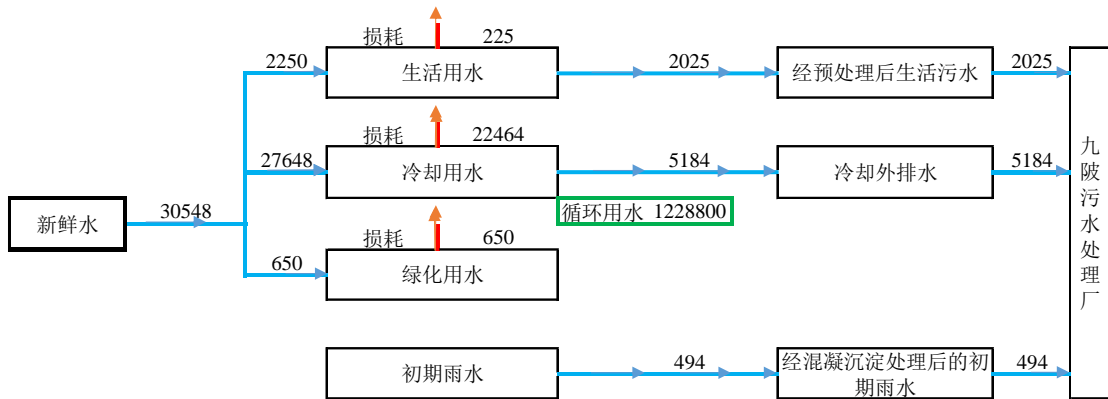 损耗 225
2250 生活用水 2025 经预处理后生活污水 2025
损耗 22464
27648 冷却用水 5184 冷却外排水 5184
循环用水 1228800
新鲜水 30548
损耗 650
650 绿化用水
初期雨水 494 经混凝沉淀处理后的初
期雨水 494
九陂污水处理厂